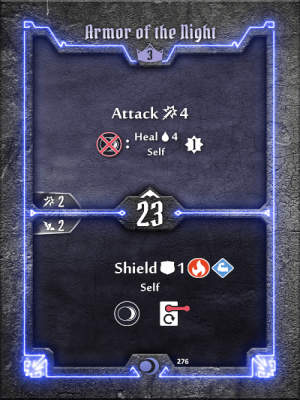 Armor of the Night
3
Attack 4
: Heal 4
Self
1
2
23
2
Shield 1
Self
276